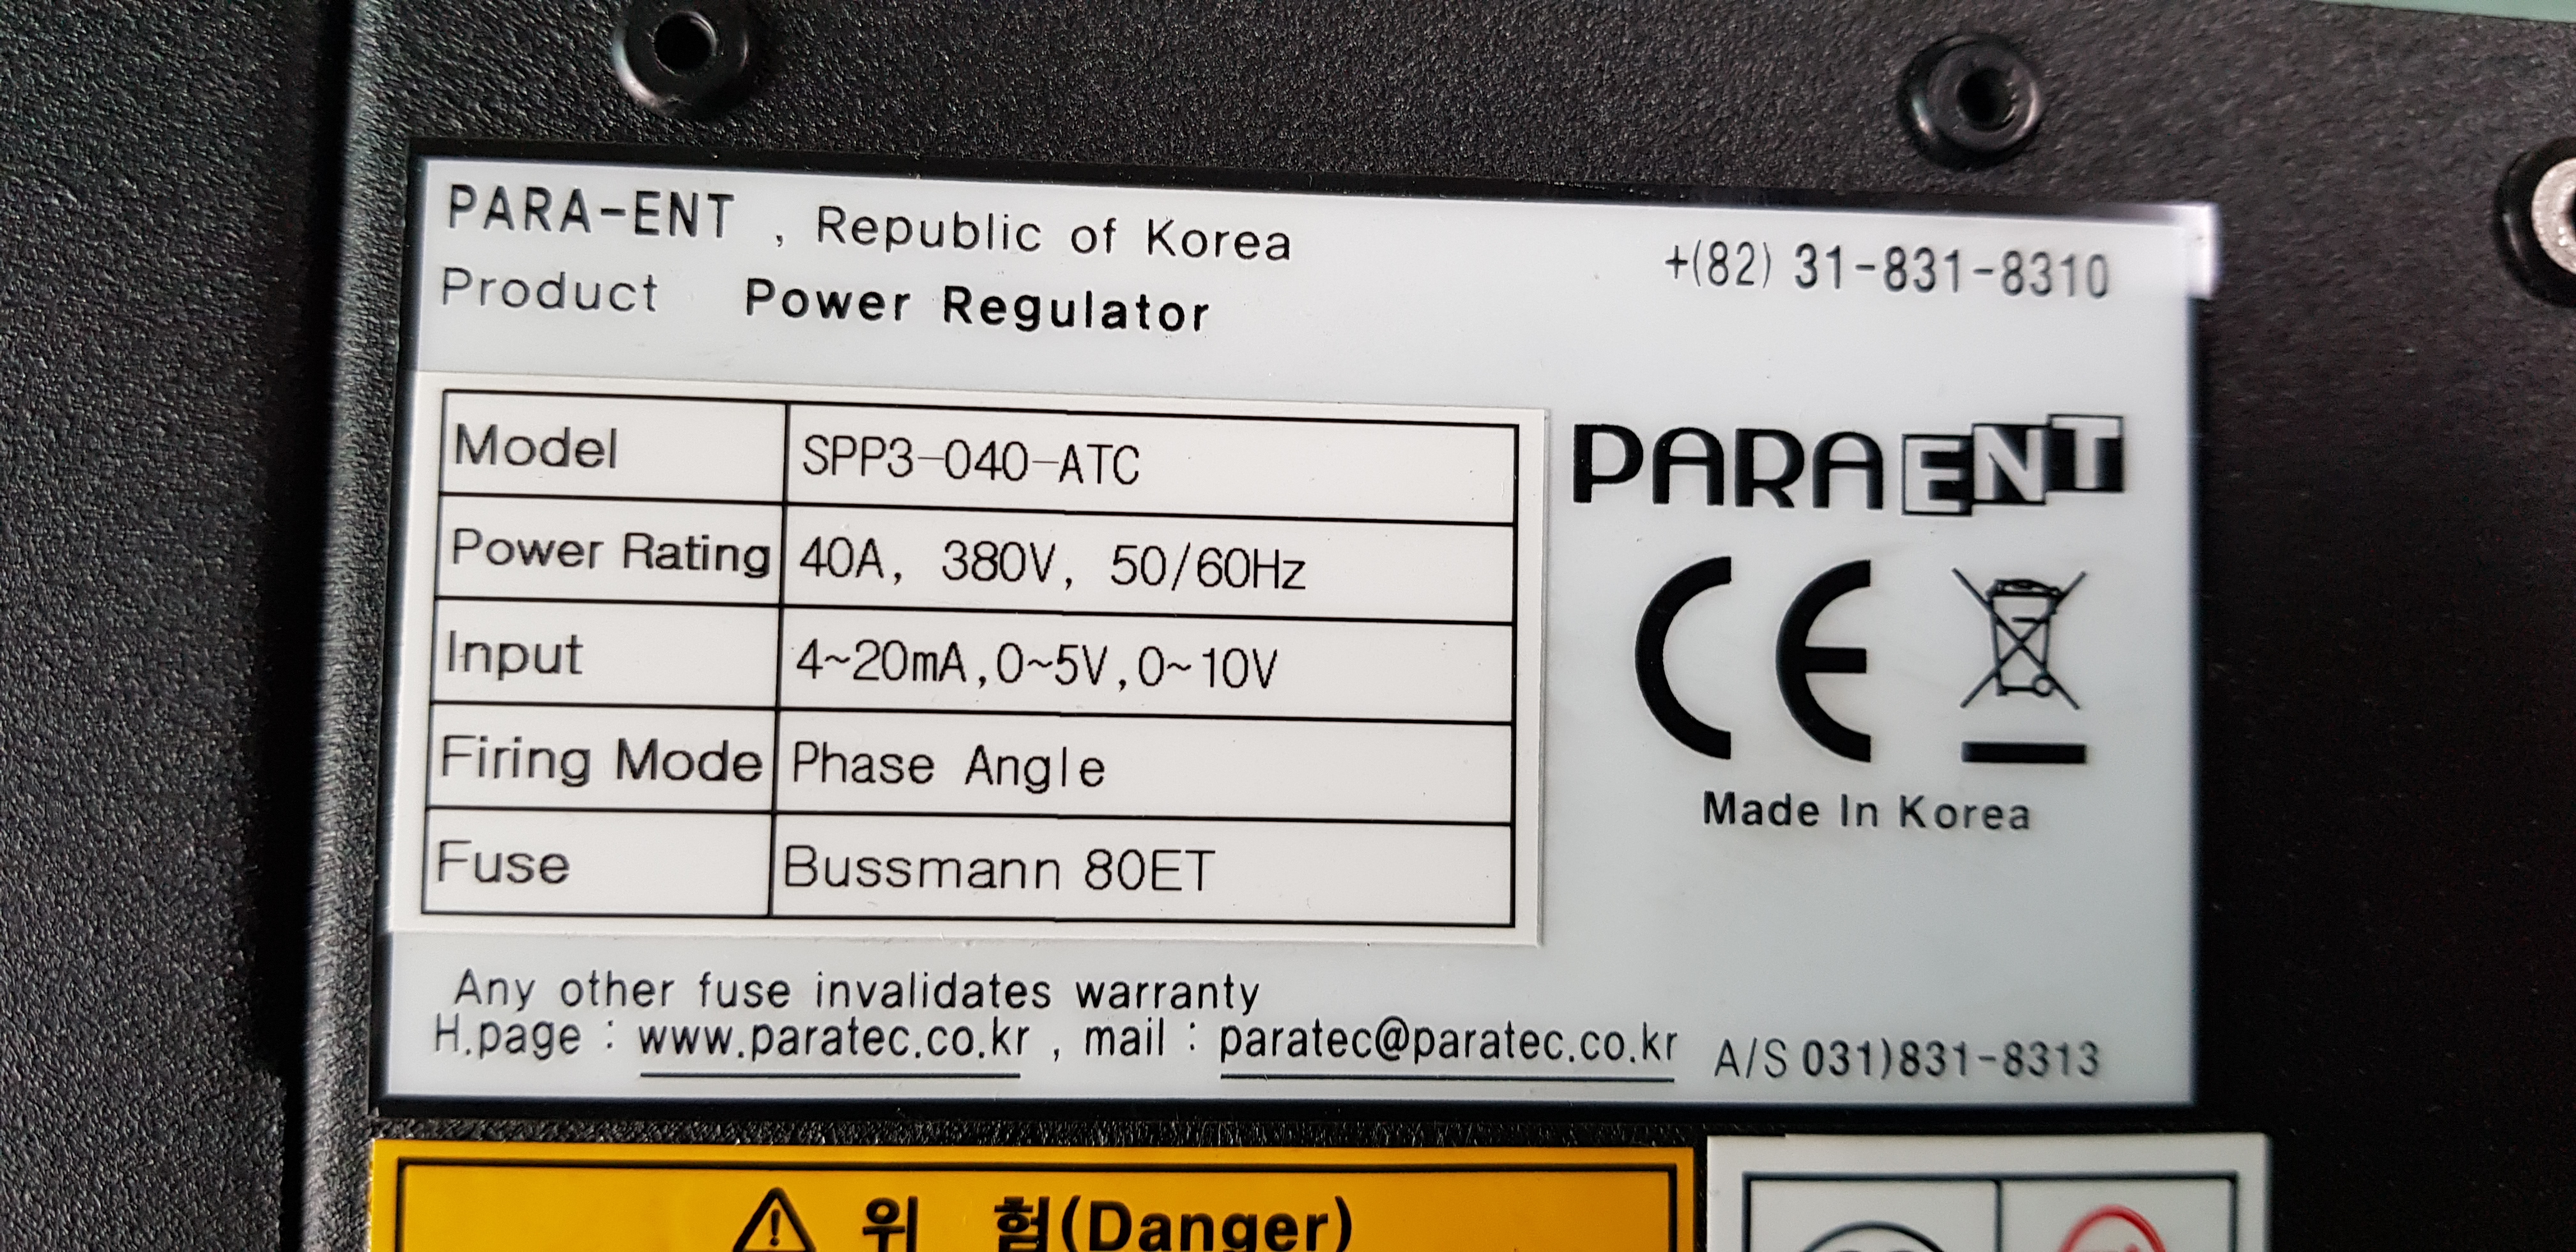 PARA-ENT , Republic of Korea
+(82) 31-831-8310
Product Power Regulator
Model SPP3-040-ATC
Power Rating 40A, 380V, 50/60Hz
Input 4~20mA,0~5V,0~10V
Firing Mode Phase Angle
Fuse Bussmann 80ET
PARAENT
CE
Made In Korea
Any other fuse invalidates warranty
H.page : www.paratec.co.kr , mail : paratec@paratec.co.kr
A/S 031)831-8313
위 험(Danger)